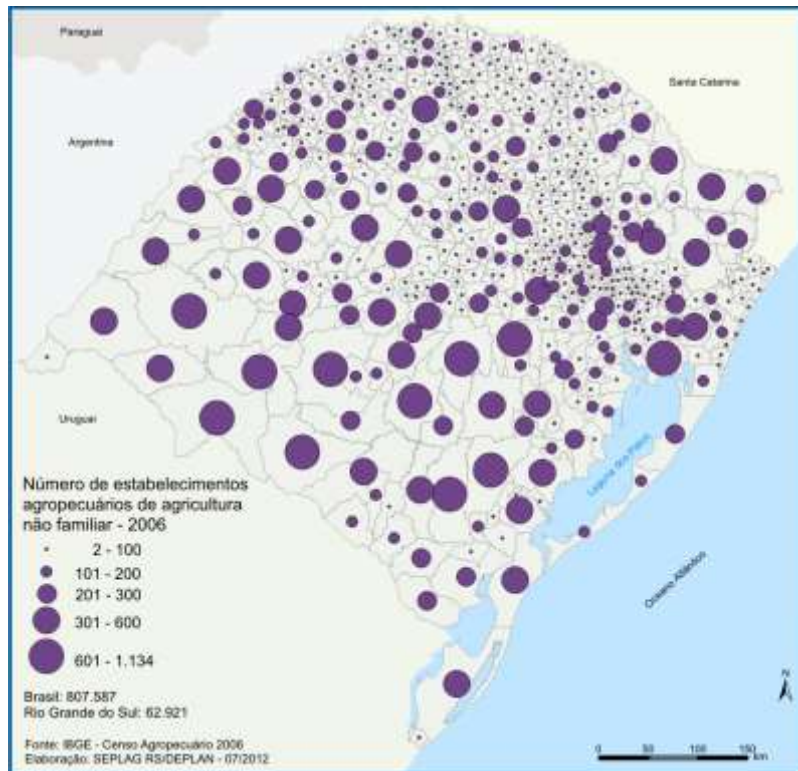 Paraguai
Santa Catarina
Argentina
Uruguai
Laguna dos Patos
Oceano Atlântico
Número de estabelecimentos
agropecuários de agricultura
não familiar - 2006
2 - 100
101 - 200
201 - 300
301 - 600
601 - 1.134
Brasil: 807.587
Rio Grande do Sul: 62.921
Fonte: IBGE - Censo Agropecuário 2006
Elaboração: SEPLAG RS/DEPLAN - 07/2012
N
0 50 100 150
km